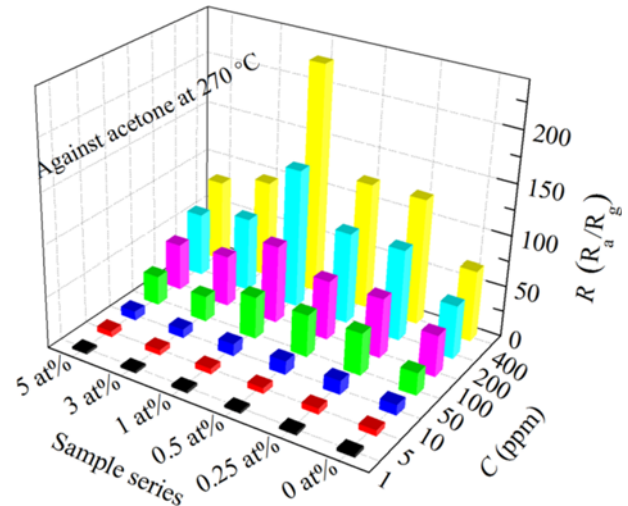 Against acetone at 270 °C
200
150
100
50
0
R (Ra/Rg)
400
200
100
50
10
5
1
C (ppm)
5 at%
3 at%
1 at%
0.5 at%
0.25 at%
0 at%
Sample series